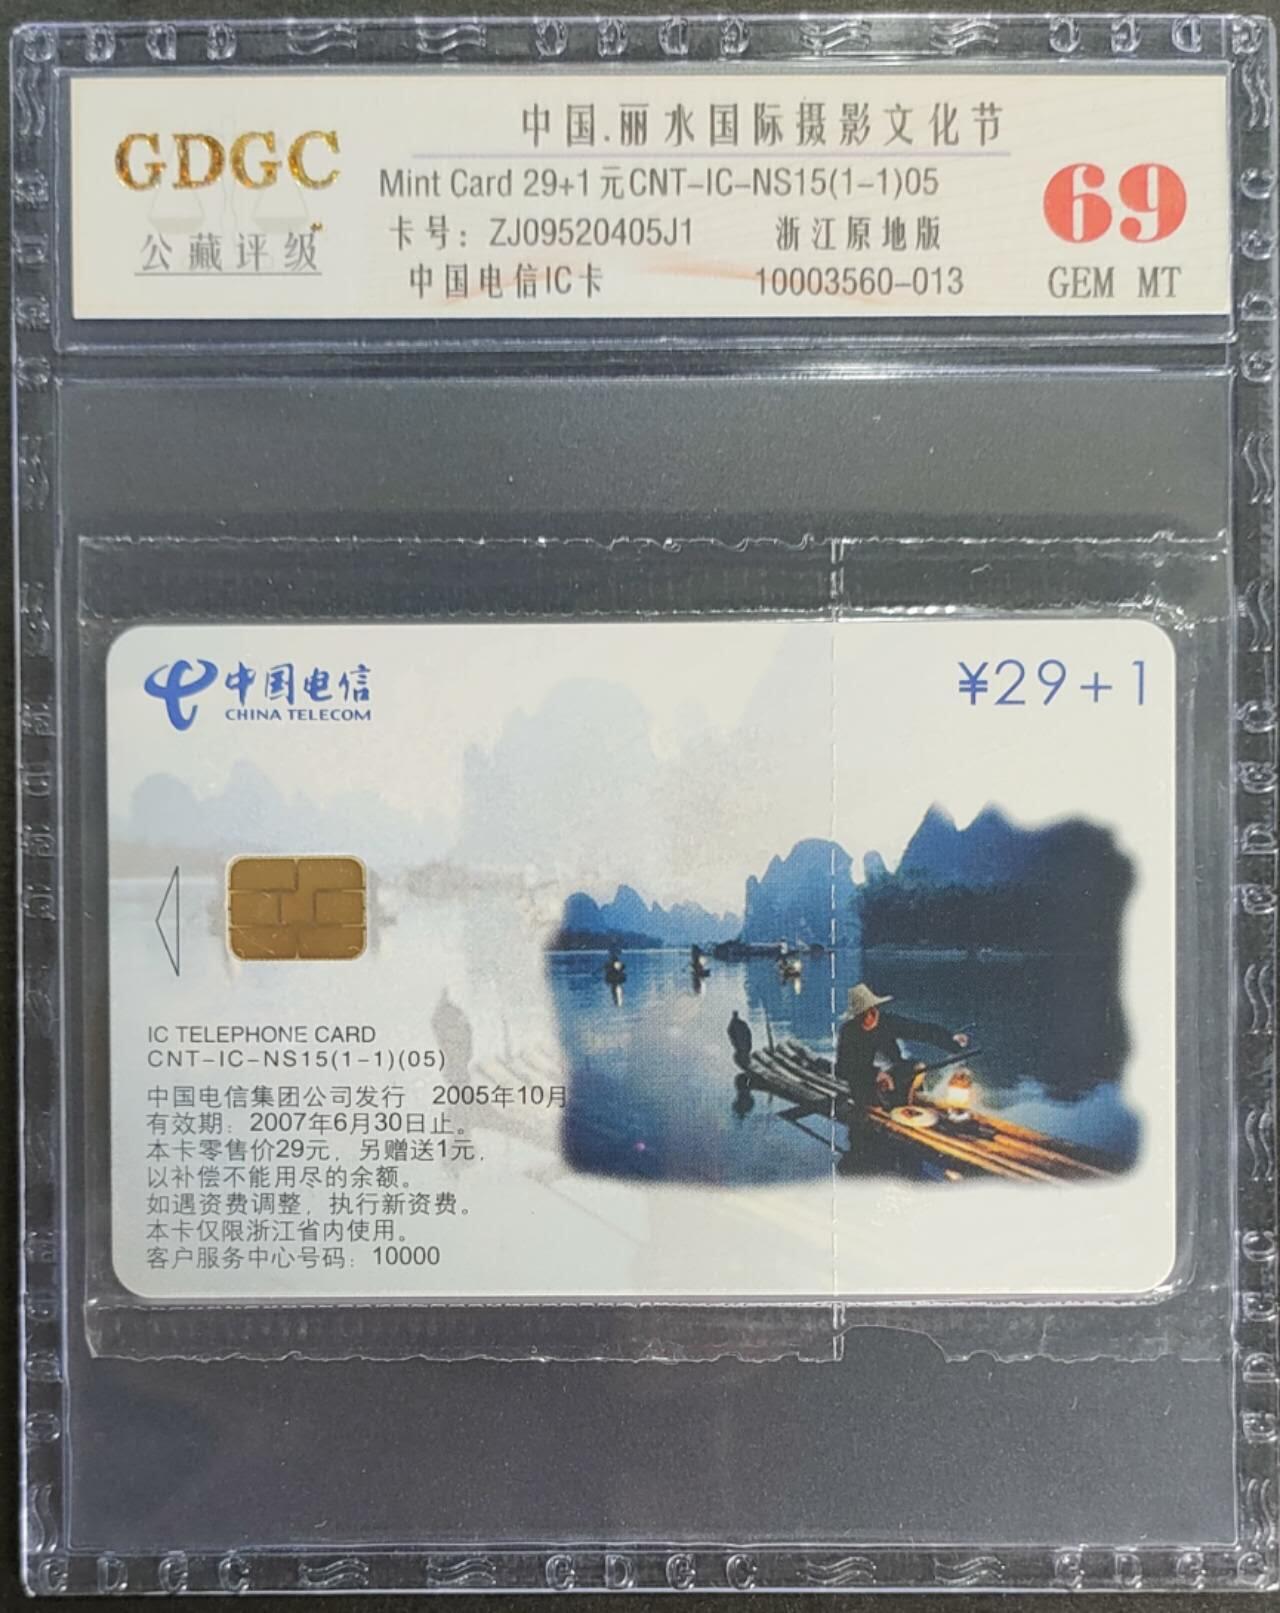 GDGC
公藏评级
中国.丽水国际摄影文化节
Mint Card 29+1元CNT-IC-NS15(1-1)05
卡号：ZJ09520405J1 浙江原地版
中国电信IC卡 10003560-013
69
GEM MT
中国电信
CHINA TELECOM
¥29+1
IC TELEPHONE CARD
CNT-IC-NS15(1-1)(05)
中国电信集团公司发行 2005年10月
有效期：2007年6月30日止。
本卡零售价29元，另赠送1元，
以补偿不能用尽的余额。
如遇资费调整，执行新资费。
本卡仅限浙江省内使用。
客户服务中心号码：10000